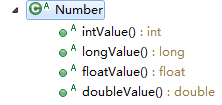 Number
intValue() : int
longValue() : long
floatValue() : float
doubleValue() : double